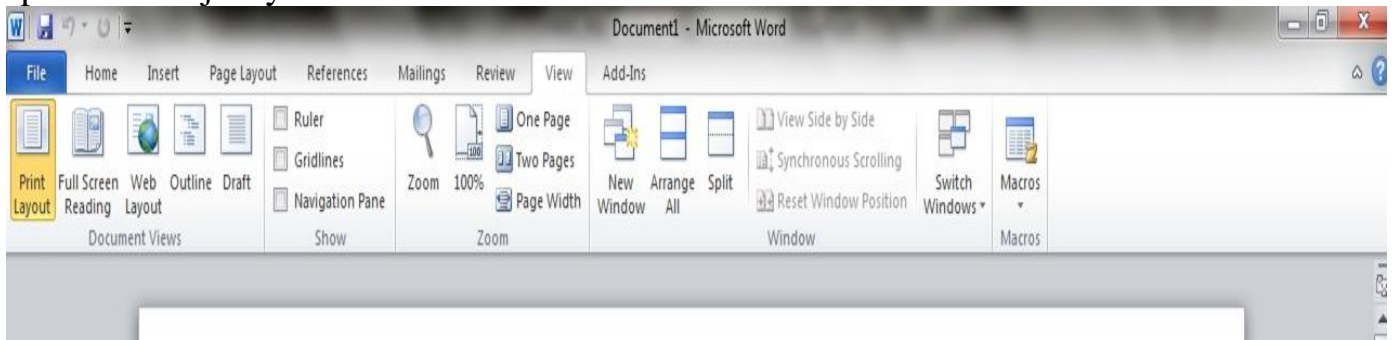 Document1 - Microsoft Word
File Home Insert Page Layout References Mailings Review View Add-Ins
Print Layout
Full Screen Reading
Web Layout
Outline
Draft
Document Views
Ruler
Gridlines
Navigation Pane
Show
Zoom
100%
One Page
Two Pages
Page Width
Zoom
New Window
Arrange All
Split
View Side by Side
Synchronous Scrolling
Reset Window Position
Switch Windows
Window
Macros
Macros